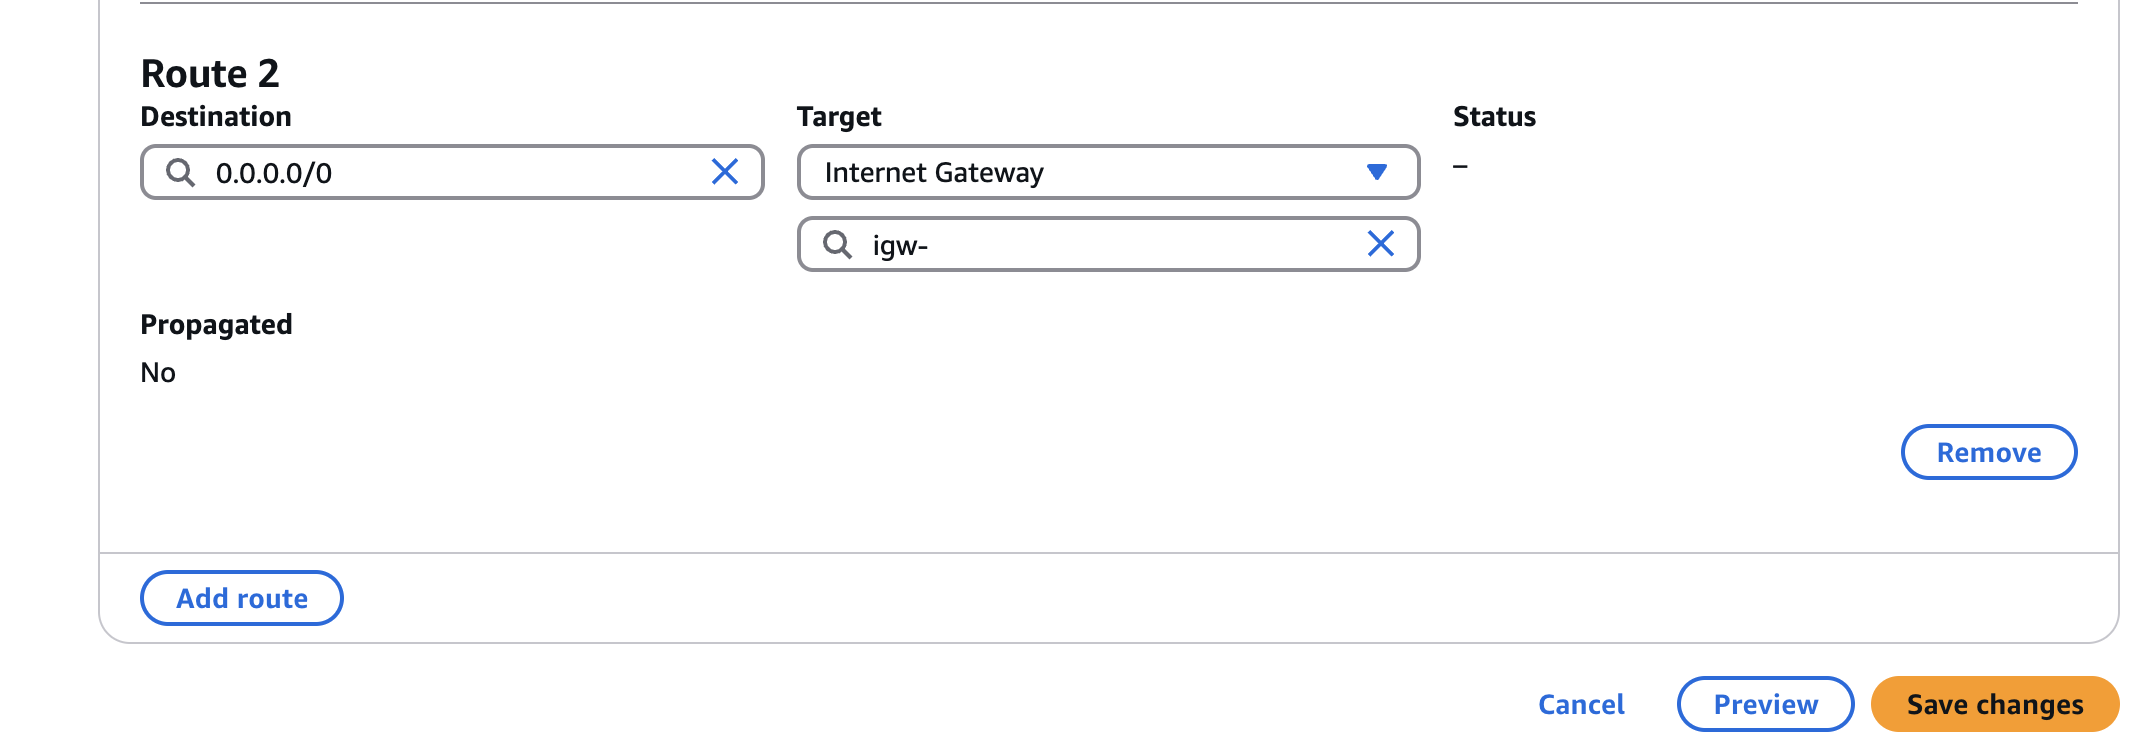 Route 2
Destination
Target
Status
0.0.0.0/0
Internet Gateway
–
igw-
Propagated
No
Remove
Add route
Cancel
Preview
Save changes